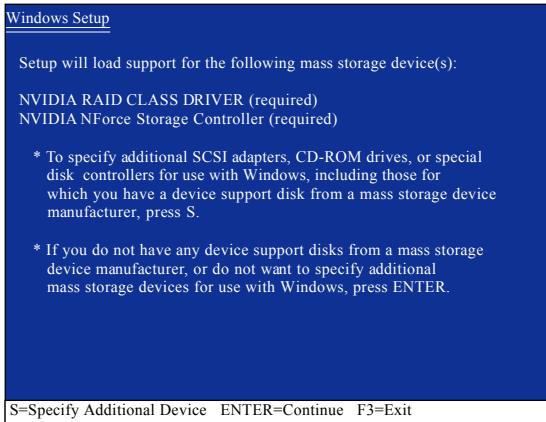 Windows Setup
Setup will load support for the following mass storage device(s):
NVIDIA RAID CLASS DRIVER (required)
NVIDIA NForce Storage Controller (required)
* To specify additional SCSI adapters, CD-ROM drives, or special
disk controllers for use with Windows, including those for
which you have a device support disk from a mass storage device
manufacturer, press S.
* If you do not have any device support disks from a mass storage
device manufacturer, or do not want to specify additional
mass storage devices for use with Windows, press ENTER.
S=Specify Additional Device ENTER=Continue F3=Exit